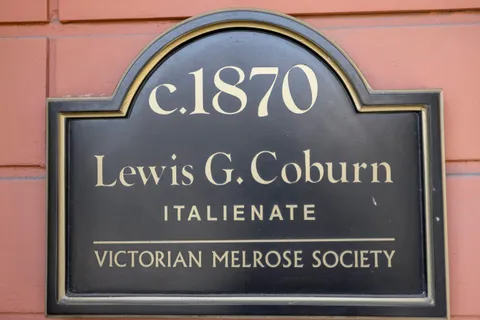 c.1870
Lewis G. Coburn
ITALIENATE
VICTORIAN MELROSE SOCIETY